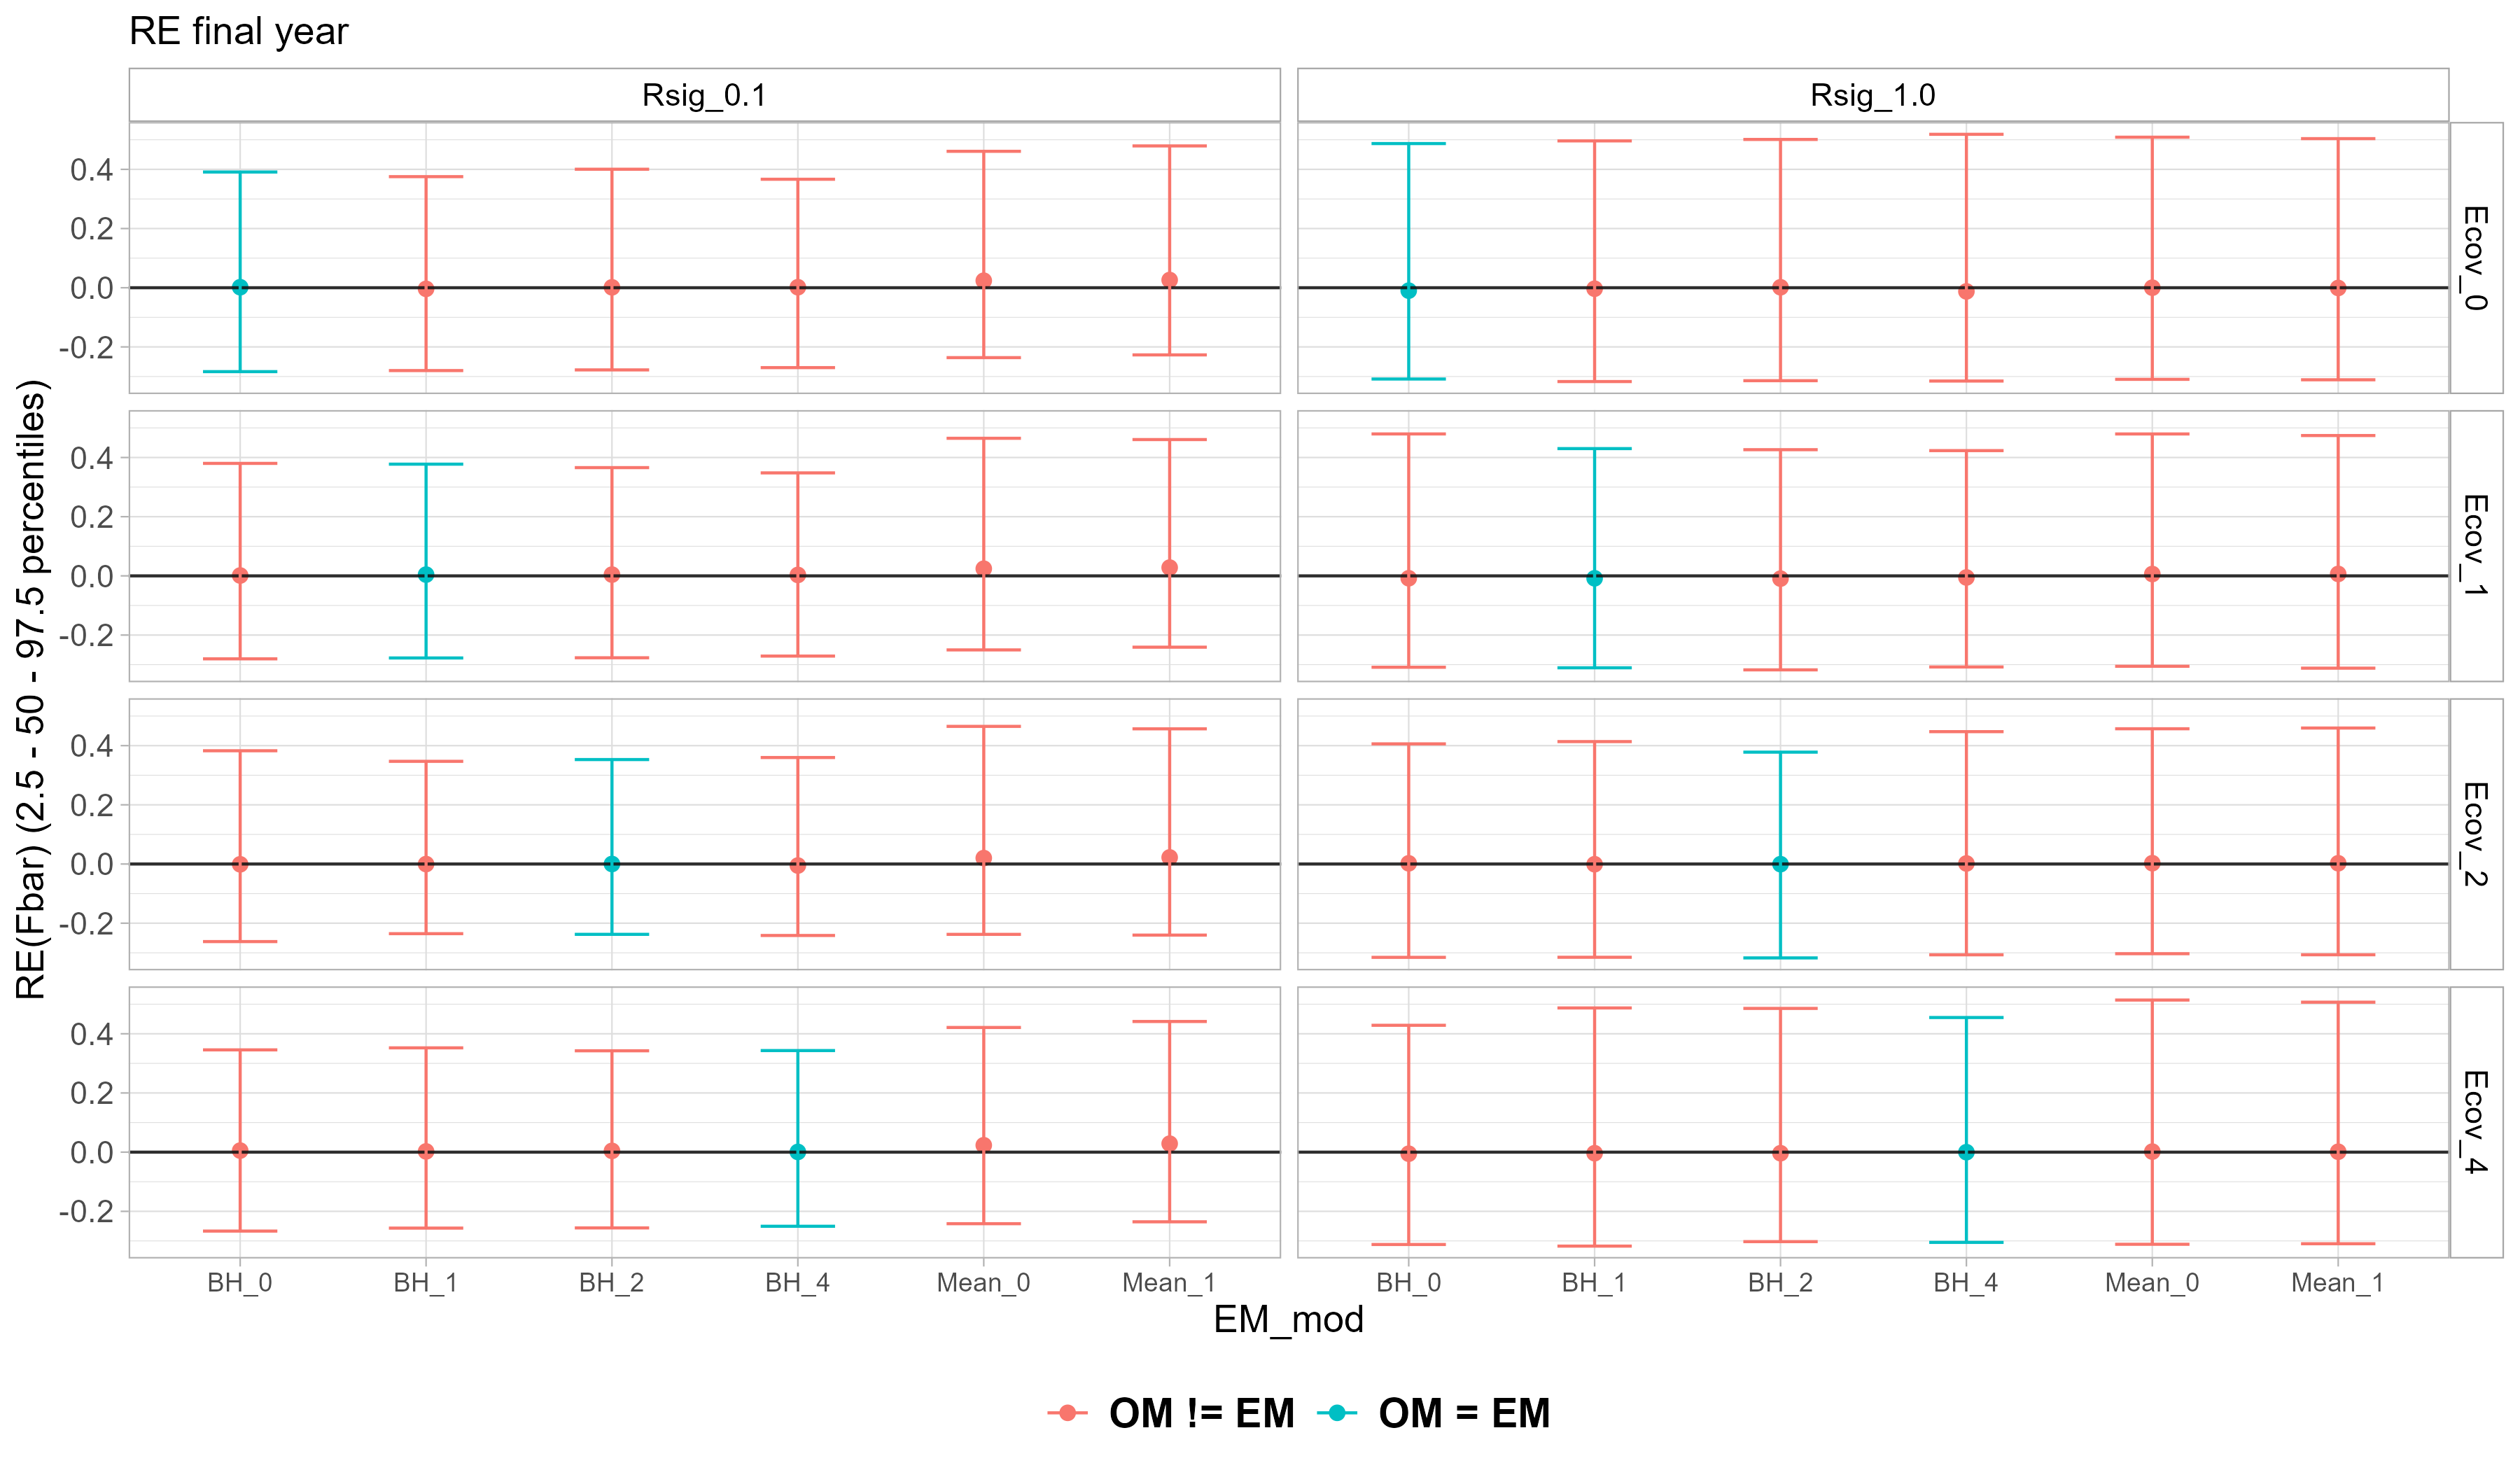 RE final year
Rsig_0.1
Rsig_1.0
RE(Fbar) (2.5 - 50 - 97.5 percentiles)
0.4
0.2
0.0
-0.2
Ecov_0
0.4
0.2
0.0
-0.2
Ecov_1
0.4
0.2
0.0
-0.2
Ecov_2
0.4
0.2
0.0
-0.2
Ecov_4
BH_0 BH_1 BH_2 BH_4 Mean_0 Mean_1
BH_0 BH_1 BH_2 BH_4 Mean_0 Mean_1
EM_mod
OM != EM OM = EM